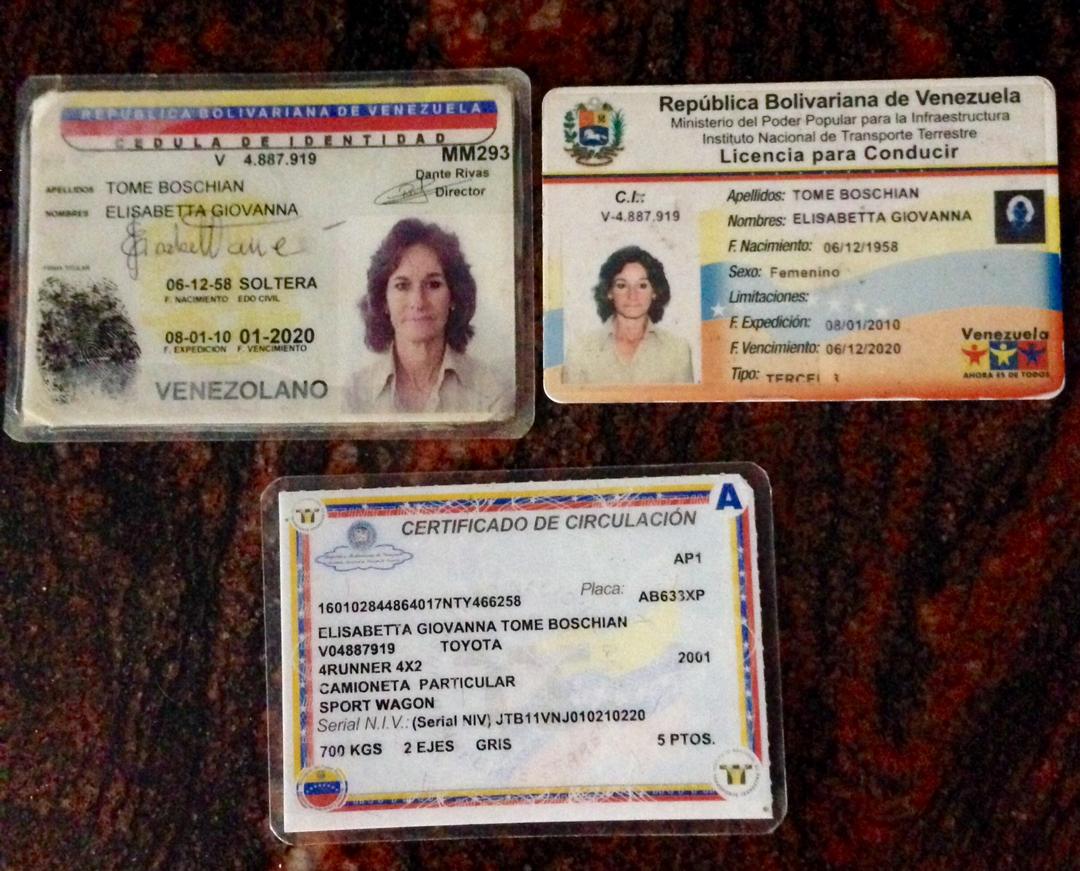 REPUBLICA BOLIVARIANA DE VENEZUELA
CEDULA DE IDENTIDAD
V 4.887.919
MM293
Dante Rivas
Director
APELLIDOS TOME BOSCHIAN
NOMBRES ELISABETTA GIOVANNA
FIRMA TITULAR
06-12-58 SOLTERA
F. NACIMIENTO EDO CIVIL
08-01-10 01-2020
F. EXPEDICION F. VENCIMIENTO
VENEZOLANO
República Bolivariana de Venezuela
Ministerio del Poder Popular para la Infraestructura
Instituto Nacional de Transporte Terrestre
Licencia para Conducir
C.I.:
V-4.887.919
Apellidos: TOME BOSCHIAN
Nombres: ELISABETTA GIOVANNA
F. Nacimiento: 06/12/1958
Sexo: Femenino
Limitaciones:
F. Expedición: 08/01/2010
F. Vencimiento: 06/12/2020
Tipo: TERCEL 3
Venezuela
AHORA ES DE TODOS
A
CERTIFICADO DE CIRCULACIÓN
AP1
Placa: AB633XP
160102844864017NTY466258
ELISABETTA GIOVANNA TOME BOSCHIAN
V04887919 TOYOTA
4RUNNER 4X2 2001
CAMIONETA PARTICULAR
SPORT WAGON
Serial N.I.V.: (Serial NIV) JTB11VNJ010210220
700 KGS 2 EJES GRIS 5 PTOS.